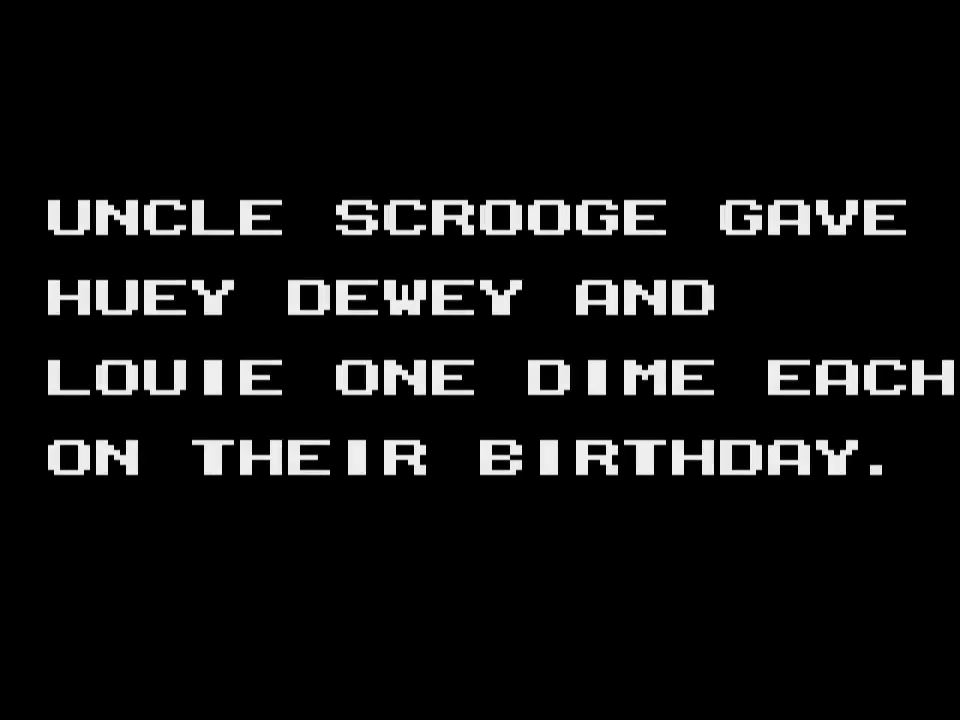 UNCLE SCROOGE GAVE
HUEY DEWEY AND
LOUIE ONE DIME EACH
ON THEIR BIRTHDAY.